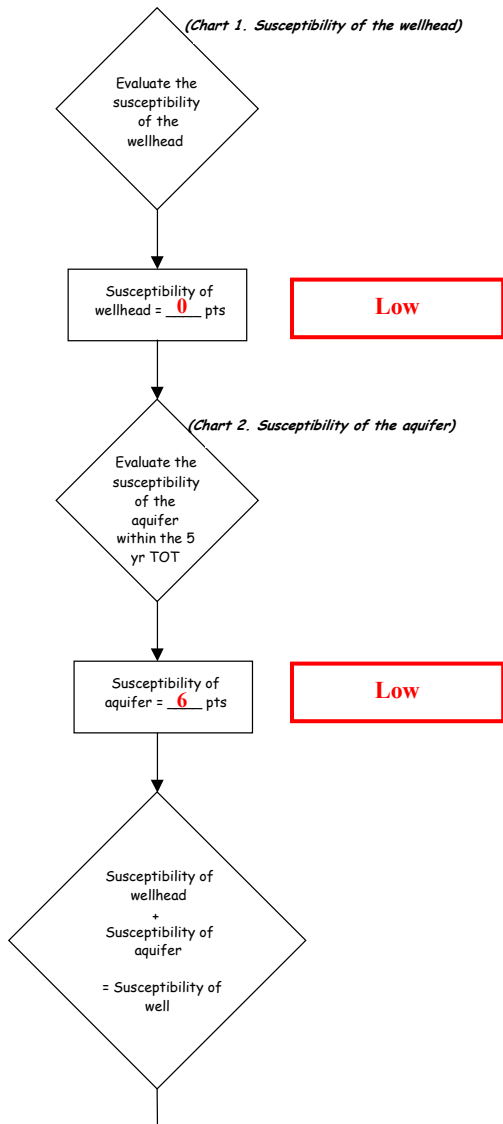 (Chart 1. Susceptibility of the wellhead)
Evaluate the
susceptibility
of the
wellhead
Susceptibility of
wellhead = 0 pts
Low
(Chart 2. Susceptibility of the aquifer)
Evaluate the
susceptibility
of the
aquifer
within the 5
yr TOT
Susceptibility of
aquifer = 6 pts
Low
Susceptibility of
wellhead
+
Susceptibility of
aquifer
= Susceptibility of
well